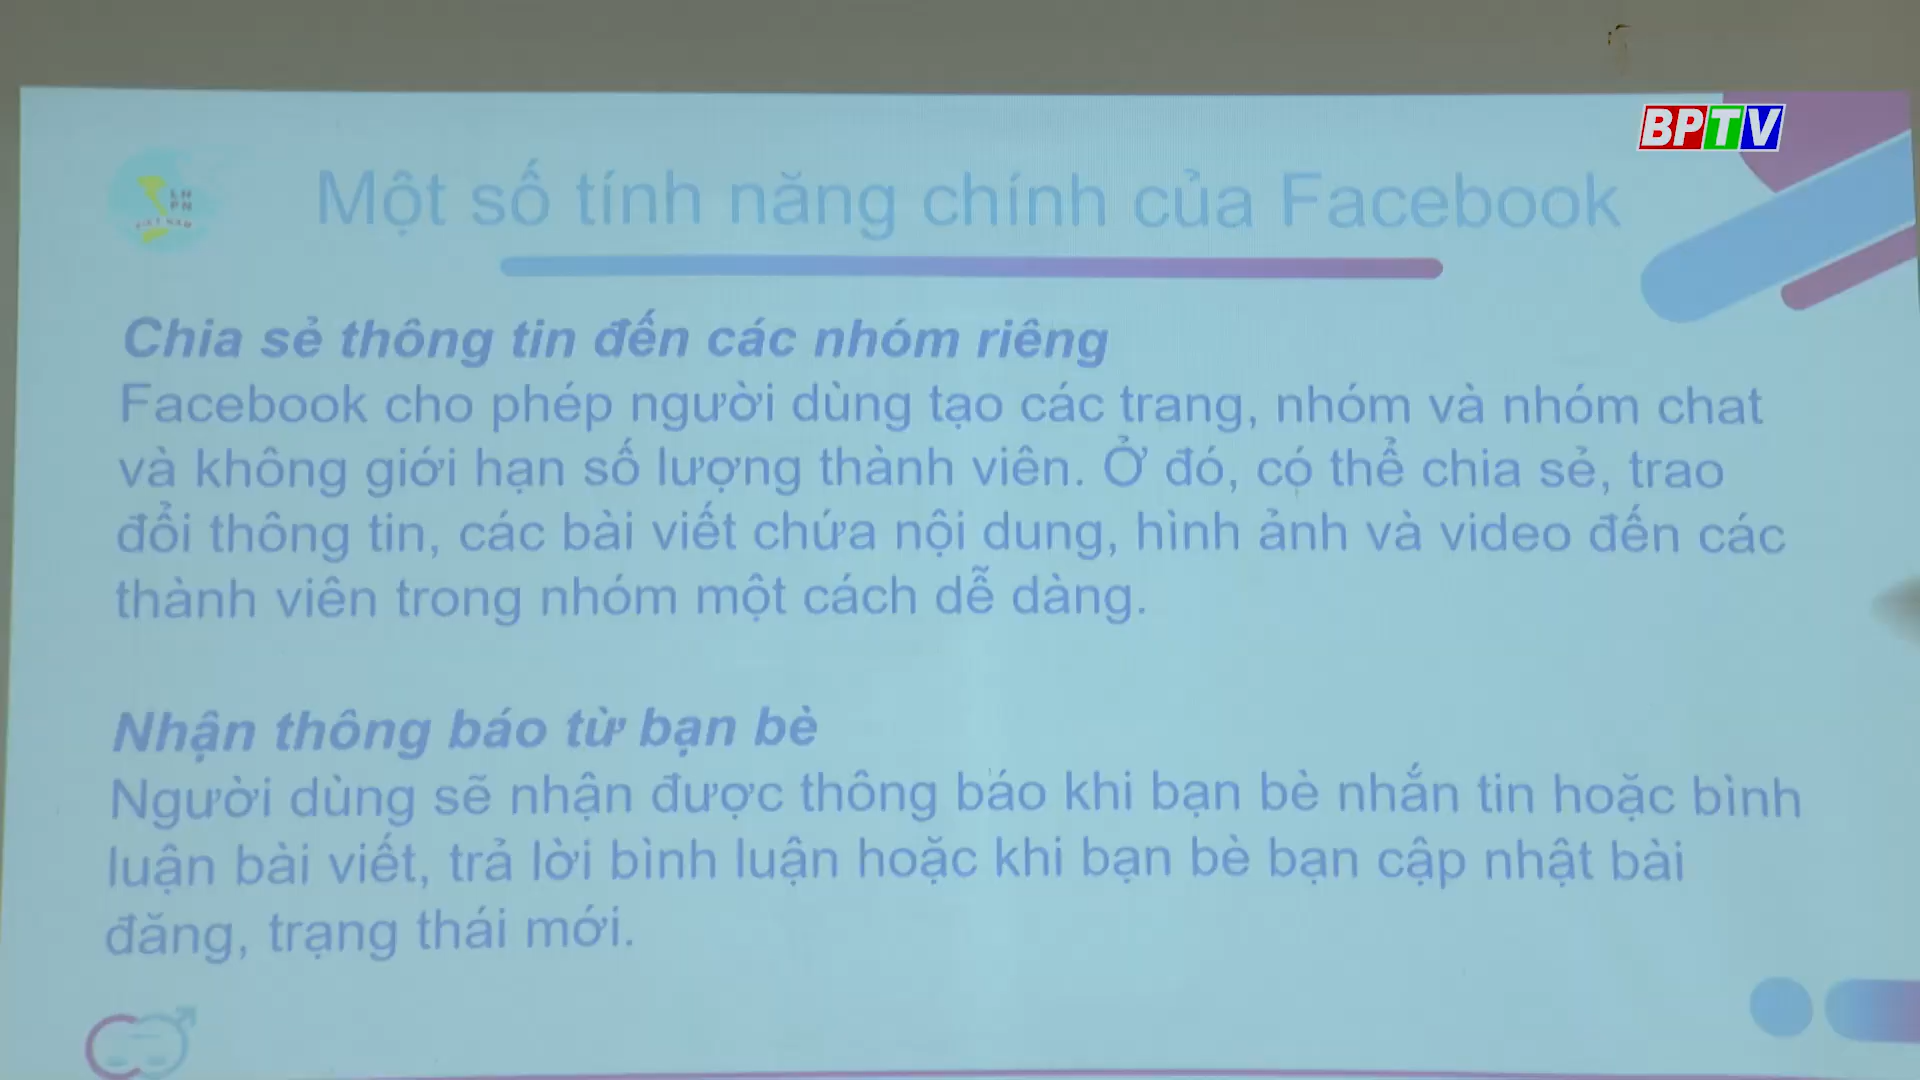 BPTV
LH
PN
VIỆT NAM
Một số tính năng chính của Facebook
Chia sẻ thông tin đến các nhóm riêng
Facebook cho phép người dùng tạo các trang, nhóm và nhóm chat
và không giới hạn số lượng thành viên. Ở đó, có thể chia sẻ, trao
đổi thông tin, các bài viết chứa nội dung, hình ảnh và video đến các
thành viên trong nhóm một cách dễ dàng.
Nhận thông báo từ bạn bè
Người dùng sẽ nhận được thông báo khi bạn bè nhắn tin hoặc bình
luận bài viết, trả lời bình luận hoặc khi bạn bè bạn cập nhật bài
đăng, trạng thái mới.